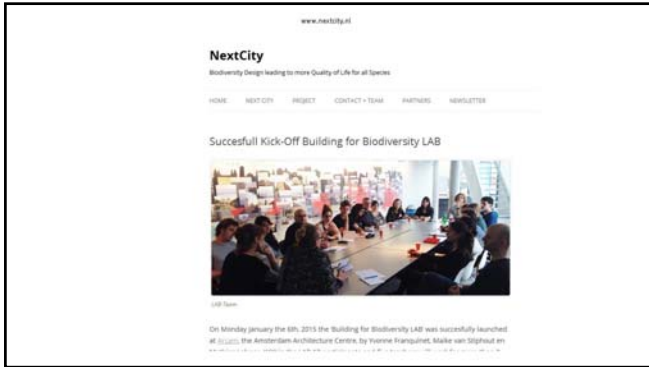 www.nextcity.nl
NextCity
Biodiversity Design leading to more Quality of Life for all Species
HOME NEXT CITY PROJECT CONTACT + TEAM PARTNERS NEWSLETTER
Succesfull Kick-Off Building for Biodiversity LAB
LAB Team
On Monday January the 6th, 2015 the 'Building for Biodiversity LAB' was succesfully launched
at Arcam, the Amsterdam Architecture Centre, by Yvonne Franquinet, Maike van Stiphout en